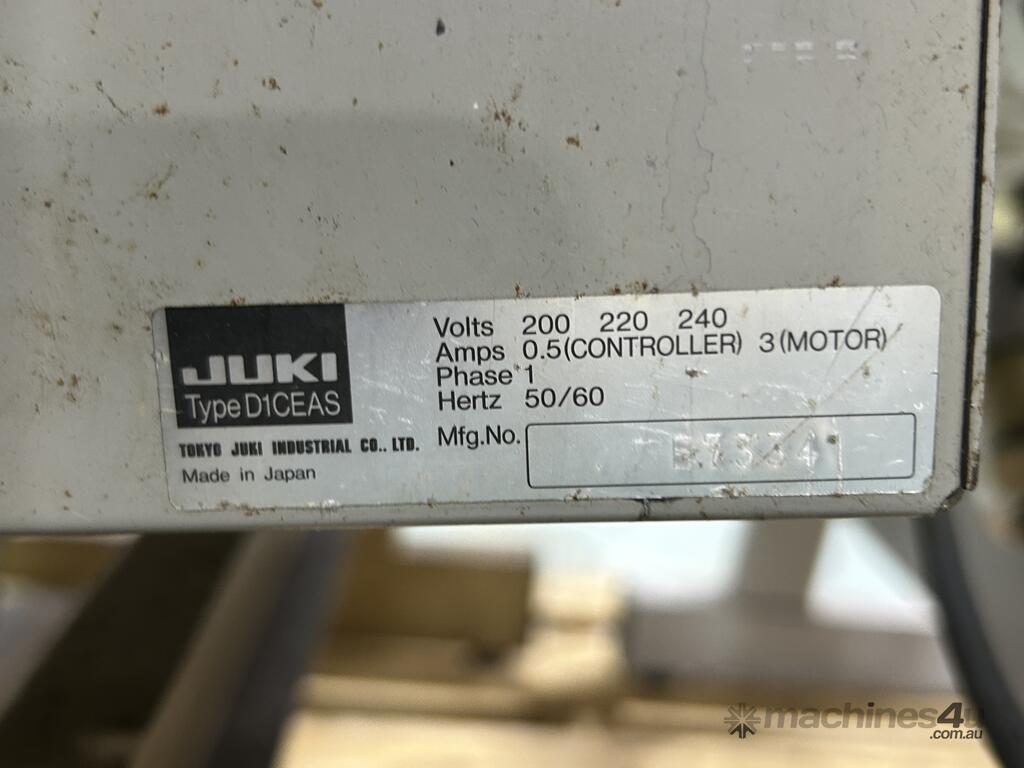 JUKI
Type D1CEAS
TOKYO JUKI INDUSTRIAL CO., LTD.
Made in Japan
Volts 200 220 240
Amps 0.5(CONTROLLER) 3(MOTOR)
Phase 1
Hertz 50/60
Mfg.No.
machines4u
.com.au